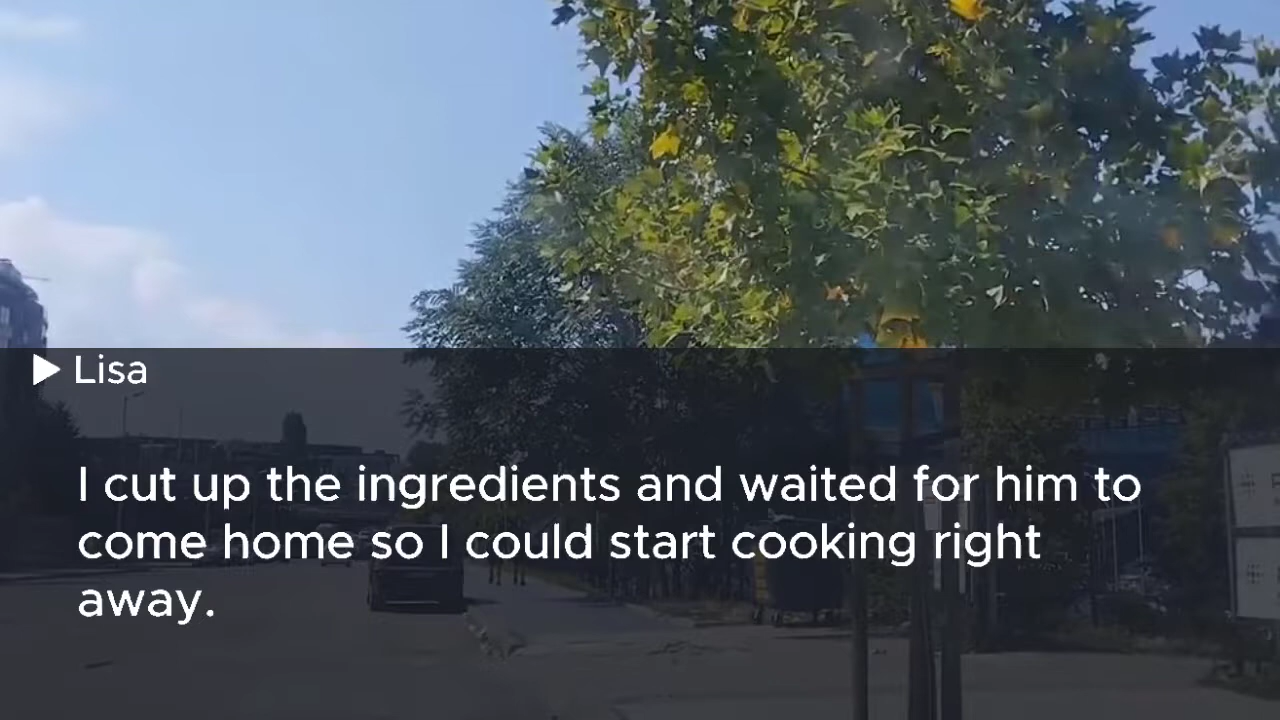 Lisa
I cut up the ingredients and waited for him to
come home so I could start cooking right
away.